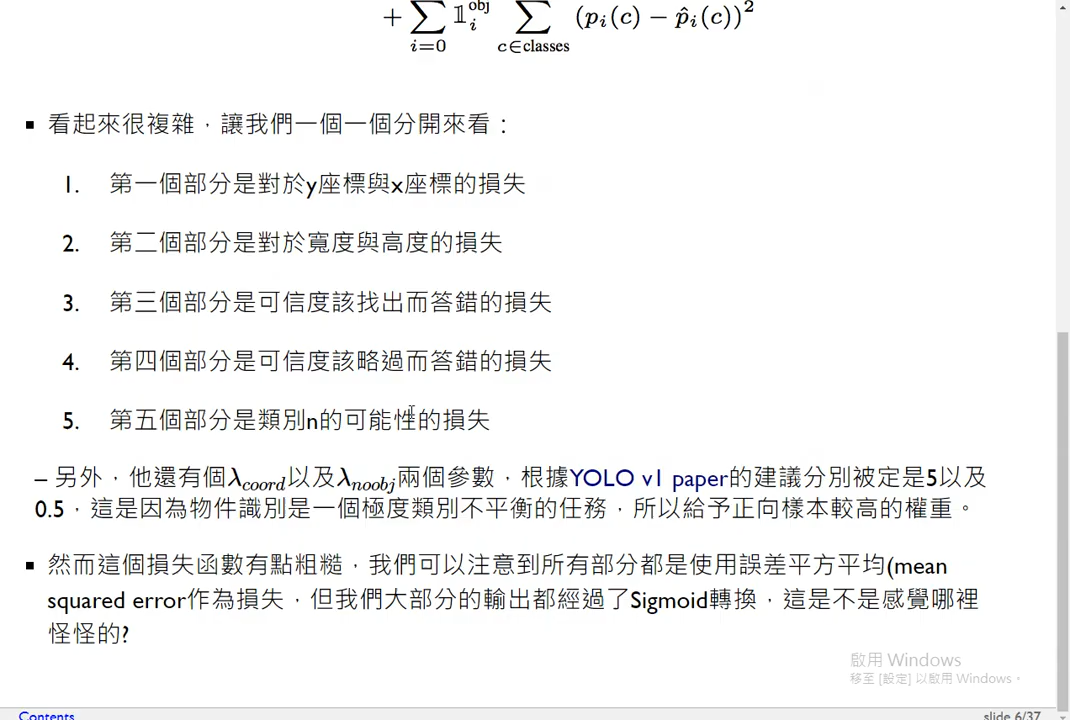 + ∑_{i=0} 𝟙_i^{obj} ∑_{c∈classes} (p_i(c) − p̂_i(c))^2
▪ 看起來很複雜，讓我們一個一個分開來看：
1. 第一個部分是對於y座標與x座標的損失
2. 第二個部分是對於寬度與高度的損失
3. 第三個部分是可信度該找出而答錯的損失
4. 第四個部分是可信度該略過而答錯的損失
5. 第五個部分是類別n的可能性的損失
– 另外，他還有個λ_{coord}以及λ_{noobj}兩個參數，根據YOLO v1 paper的建議分別被定是5以及
0.5，這是因為物件識別是一個極度類別不平衡的任務，所以給予正向樣本較高的權重。
▪ 然而這個損失函數有點粗糙，我們可以注意到所有部分都是使用誤差平方平均(mean
squared error作為損失，但我們大部分的輸出都經過了Sigmoid轉換，這是不是感覺哪裡
怪怪的?
啟用 Windows
移至 [設定] 以啟用 Windows。
Contents
slide 6/37